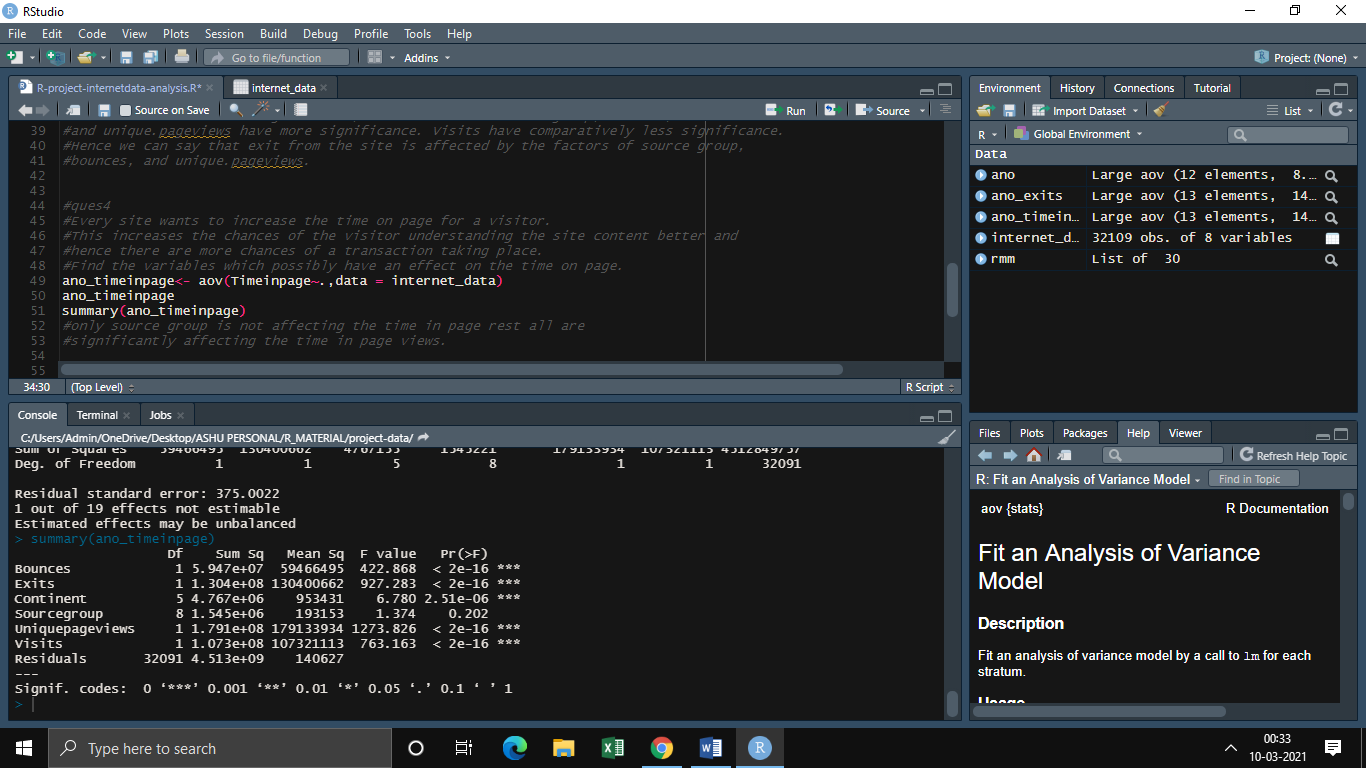 RStudio
File Edit Code View Plots Session Build Debug Profile Tools Help
Go to file/function Addins Project: (None)
R-project-internetdata-analysis.R* internet_data
Source on Save Run Source
39 #and unique.pageviews have more significance. Visits have comparatively less significance.
40 #Hence we can say that exit from the site is affected by the factors of source group,
41 #bounces, and unique.pageviews.
42
43
44 #ques4
45 #Every site wants to increase the time on page for a visitor.
46 #This increases the chances of the visitor understanding the site content better and
47 #hence there are more chances of a transaction taking place.
48 #Find the variables which possibly have an effect on the time on page.
49 ano_timeinpage<- aov(Timeinpage~.,data = internet_data)
50 ano_timeinpage
51 summary(ano_timeinpage)
52 #only source group is not affecting the time in page rest all are
53 #significantly affecting the time in page views.
54
55
34:30 (Top Level) R Script
Console Terminal Jobs
C:/Users/Admin/OneDrive/Desktop/ASHU PERSONAL/R_MATERIAL/project-data/
Sum of Squares 59466495 130400662 4767155 1545221 179133934 107321113 4512849757
Deg. of Freedom 1 1 5 8 1 1 32091
Residual standard error: 375.0022
1 out of 19 effects not estimable
Estimated effects may be unbalanced
> summary(ano_timeinpage)
Df Sum Sq Mean Sq F value Pr(>F)
Bounces 1 5.947e+07 59466495 422.868 < 2e-16 ***
Exits 1 1.304e+08 130400662 927.283 < 2e-16 ***
Continent 5 4.767e+06 953431 6.780 2.51e-06 ***
Sourcegroup 8 1.545e+06 193153 1.374 0.202
Uniquepageviews 1 1.791e+08 179133934 1273.826 < 2e-16 ***
Visits 1 1.073e+08 107321113 763.163 < 2e-16 ***
Residuals 32091 4.513e+09 140627
---
Signif. codes: 0 ‘***’ 0.001 ‘**’ 0.01 ‘*’ 0.05 ‘.’ 0.1 ‘ ’ 1
>
Environment History Connections Tutorial
Import Dataset List
R Global Environment
Data
ano Large aov (12 elements, 8.…
ano_exits Large aov (13 elements, 14…
ano_timein… Large aov (13 elements, 14…
internet_d… 32109 obs. of 8 variables
rmm List of 30
Files Plots Packages Help Viewer
Refresh Help Topic
R: Fit an Analysis of Variance Model Find in Topic
aov {stats} R Documentation
Fit an Analysis of Variance
Model
Description
Fit an analysis of variance model by a call to lm for each
stratum.
Usage
Type here to search
00:33
10-03-2021